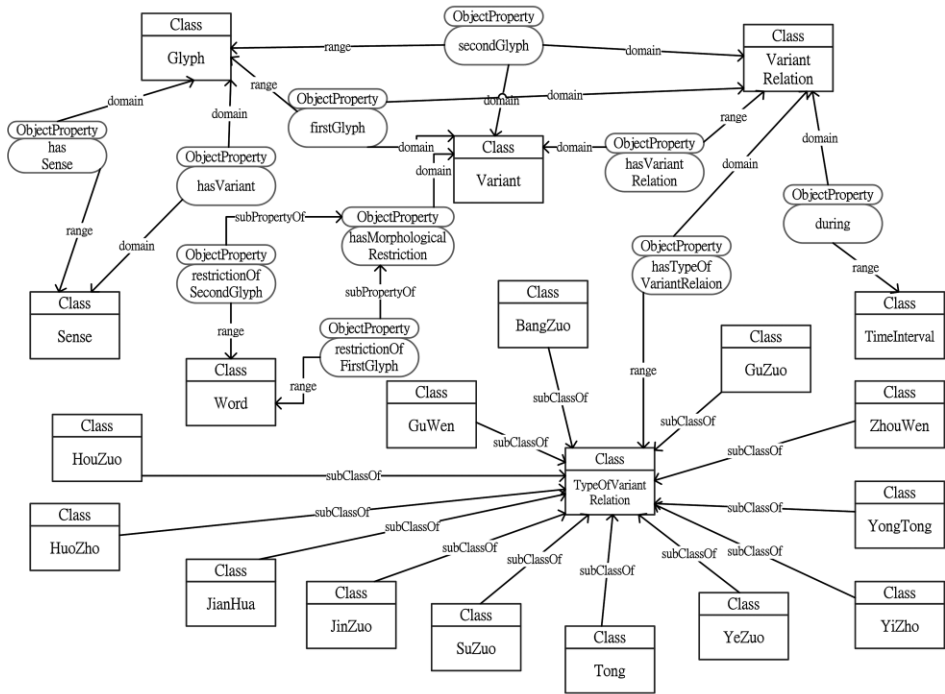 ObjectProperty
secondGlyph
Class
Glyph
Class
Variant
Relation
range
domain
range
domain
ObjectProperty
firstGlyph
domain
domain
domain
ObjectProperty
has
Sense
domain
ObjectProperty
hasVariant
domain
Class
Variant
domain
ObjectProperty
hasVariant
Relation
range
domain
domain
ObjectProperty
during
range
domain
subPropertyOf
ObjectProperty
hasMorphological
Restriction
ObjectProperty
restrictionOf
SecondGlyph
ObjectProperty
hasTypeOf
VariantRelaion
range
Class
Sense
subPropertyOf
Class
BangZuo
Class
TimeInterval
range
ObjectProperty
restrictionOf
FirstGlyph
Class
GuZuo
range
Class
Word
range
Class
GuWen
subClassOf
subClassOf
Class
ZhouWen
Class
HouZuo
subClassOf
subClassOf
subClassOf
Class
TypeOfVariant
Relation
Class
HuoZho
subClassOf
subClassOf
Class
YongTong
Class
JianHua
subClassOf
subClassOf
subClassOf
subClassOf
subClassOf
subClassOf
subClassOf
Class
JinZuo
Class
SuZuo
Class
Tong
Class
YeZuo
Class
YiZho